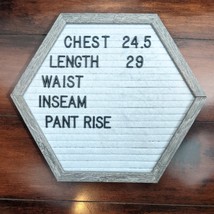 CHEST 24.5
LENGTH 29
WAIST
INSEAM
PANT RISE